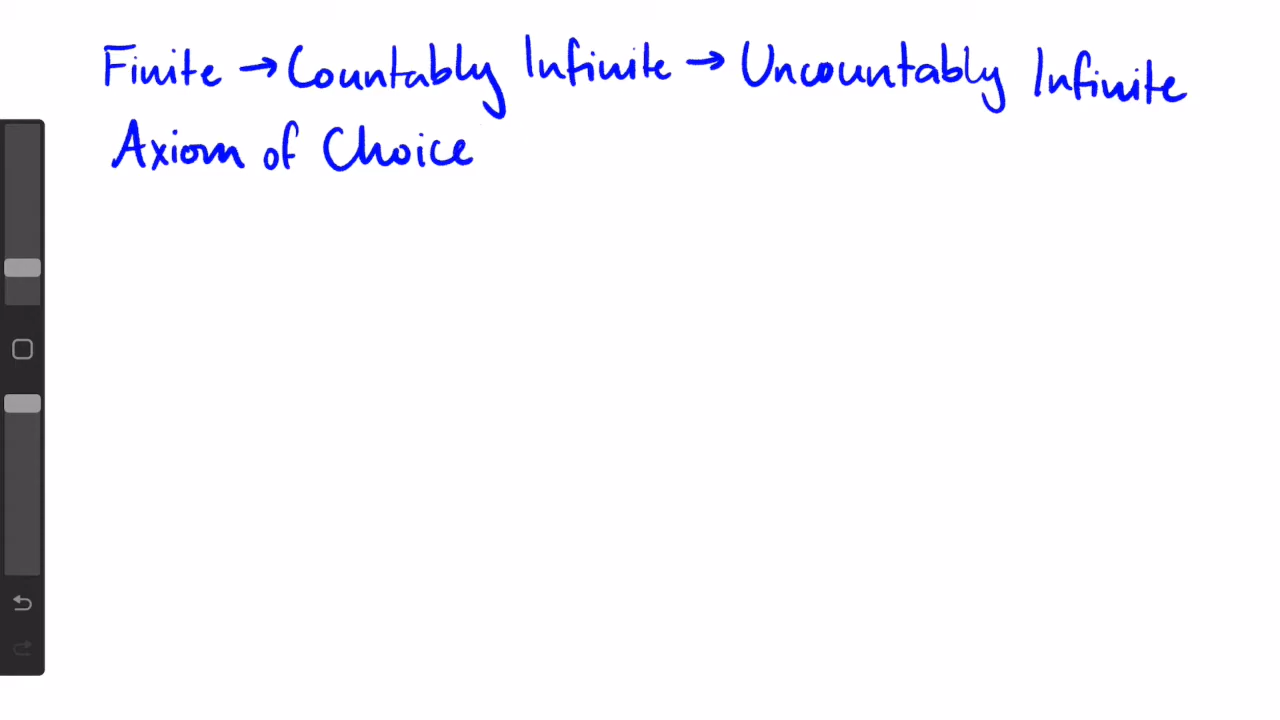 Finite → Countably Infinite → Uncountably Infinite
Axiom of Choice